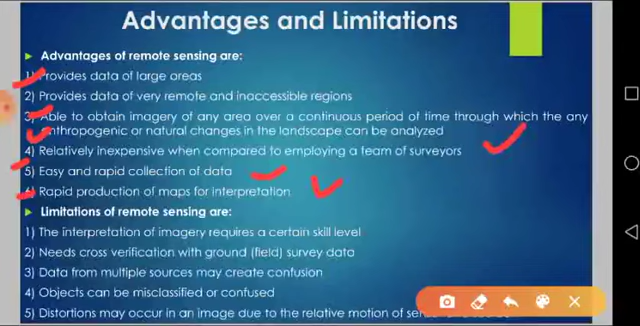 Advantages and Limitations
Advantages of remote sensing are:
1) Provides data of large areas
2) Provides data of very remote and inaccessible regions
3) Able to obtain imagery of any area over a continuous period of time through which the any
anthropogenic or natural changes in the landscape can be analyzed
4) Relatively inexpensive when compared to employing a team of surveyors
5) Easy and rapid collection of data
6) Rapid production of maps for interpretation
Limitations of remote sensing are:
1) The interpretation of imagery requires a certain skill level
2) Needs cross verification with ground (field) survey data
3) Data from multiple sources may create confusion
4) Objects can be misclassified or confused
5) Distortions may occur in an image due to the relative motion of